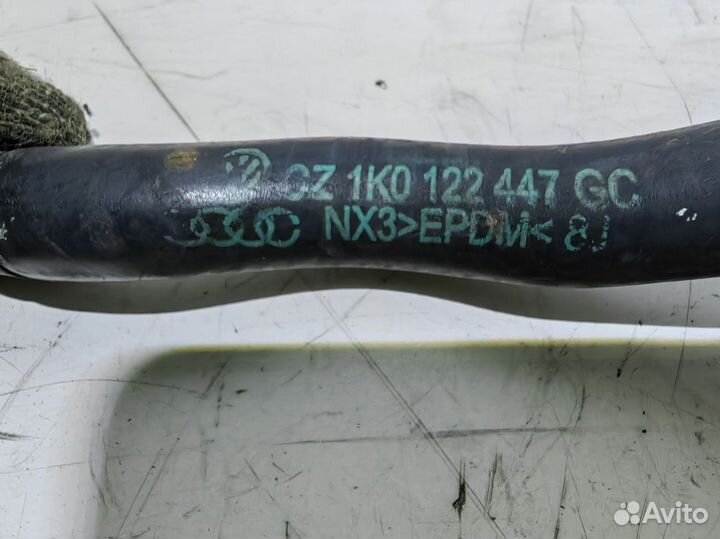 CZ 1K0 122 447 GC
NX3>EPDM< 8J
Avito